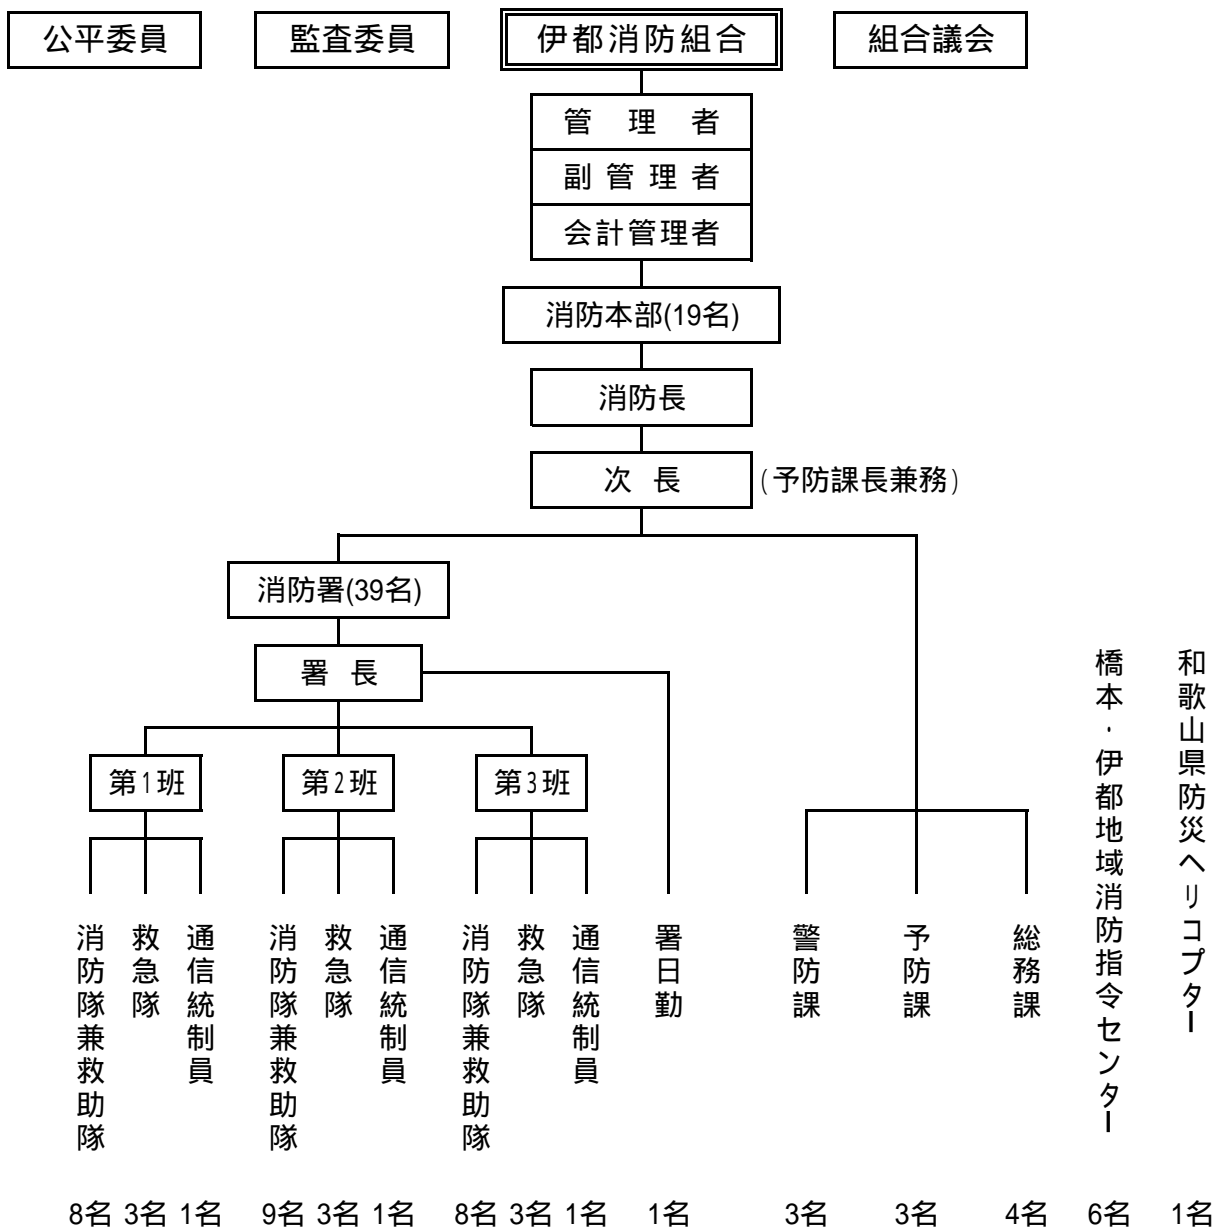 公平委員
監査委員
伊都消防組合
組合議会
管理者
副管理者
会計管理者
消防本部(19名)
消防長
次長
(予防課長兼務)
消防署(39名)
署長
第1班
第2班
第3班
消防隊兼救助隊
救急隊
通信統制員
消防隊兼救助隊
救急隊
通信統制員
消防隊兼救助隊
救急隊
通信統制員
署日勤
警防課
予防課
総務課
橋本・伊都地域消防指令センター
和歌山県防災ヘリコプター
8名 3名 1名 9名 3名 1名 8名 3名 1名 1名 3名 3名 4名 6名 1名